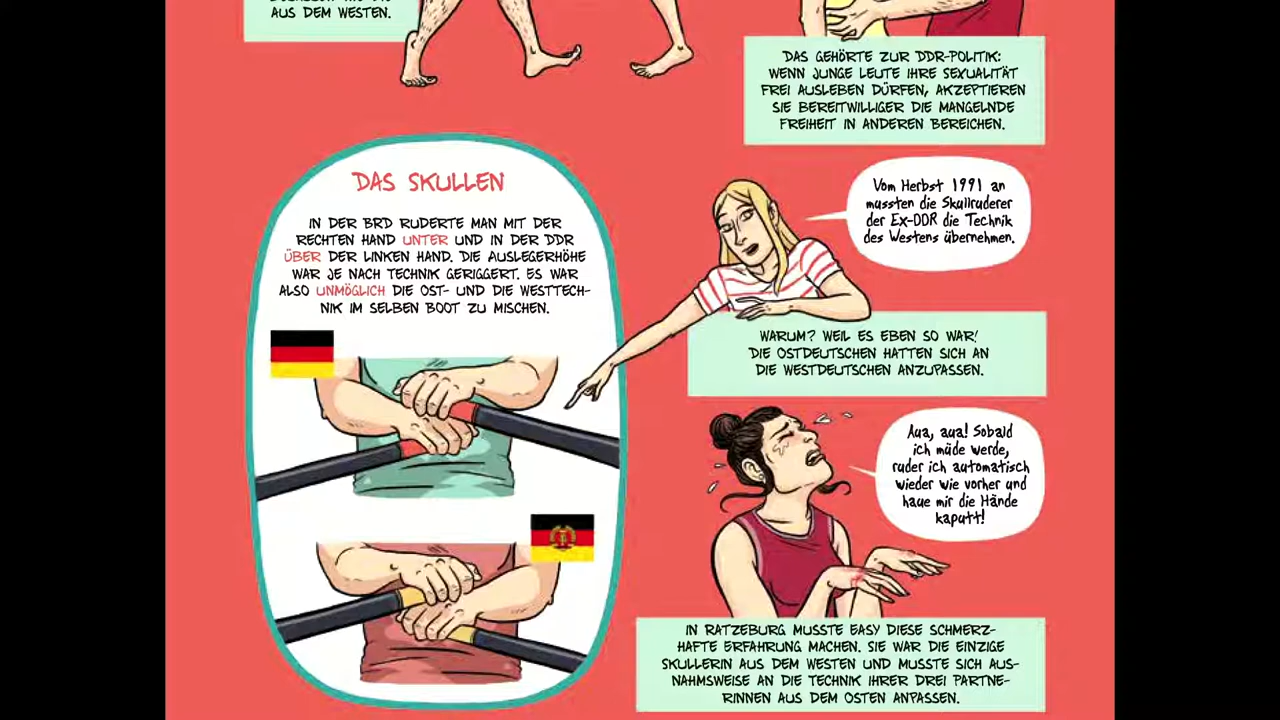 AUS DEM WESTEN.
DAS GEHÖRTE ZUR DDR-POLITIK:
WENN JUNGE LEUTE IHRE SEXUALITÄT
FREI AUSLEBEN DÜRFEN, AKZEPTIEREN
SIE BEREITWILLIGER DIE MANGELNDE
FREIHEIT IN ANDEREN BEREICHEN.
DAS SKULLEN
IN DER BRD RUDERTE MAN MIT DER
RECHTEN HAND UNTER UND IN DER DDR
ÜBER DER LINKEN HAND. DIE AUSLEGERHÖHE
WAR JE NACH TECHNIK GERIGGERT. ES WAR
ALSO UNMÖGLICH DIE OST- UND DIE WESTTECH-
NIK IM SELBEN BOOT ZU MISCHEN.
Vom Herbst 1991 an
mussten die Skullruderer
der Ex-DDR die Technik
des Westens übernehmen.
WARUM? WEIL ES EBEN SO WAR!
DIE OSTDEUTSCHEN HATTEN SICH AN
DIE WESTDEUTSCHEN ANZUPASSEN.
Aua, aua! Sobald
ich müde werde,
ruder ich automatisch
wieder wie vorher und
haue mir die Hände
kaputt!
IN RATZEBURG MUSSTE EASY DIESE SCHMERZ-
HAFTE ERFAHRUNG MACHEN. SIE WAR DIE EINZIGE
SKULLERIN AUS DEM WESTEN UND MUSSTE SICH AUS-
NAHMSWEISE AN DIE TECHNIK IHRER DREI PARTNE-
RINNEN AUS DEM OSTEN ANPASSEN.